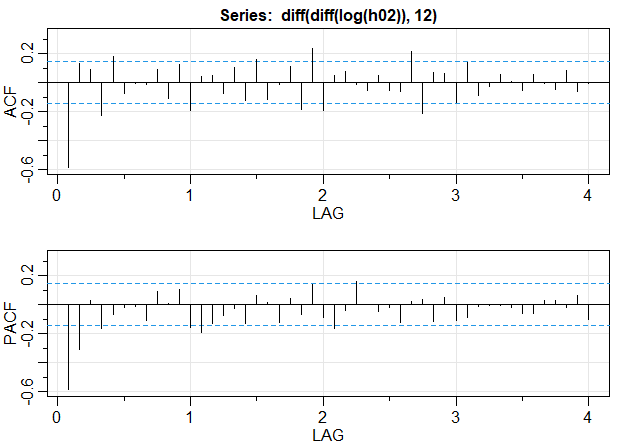 Series: diff(diff(log(h02)), 12)
ACF
0.2
-0.2
-0.6
0 1 2 3 4
LAG
PACF
0.2
-0.2
-0.6
0 1 2 3 4
LAG